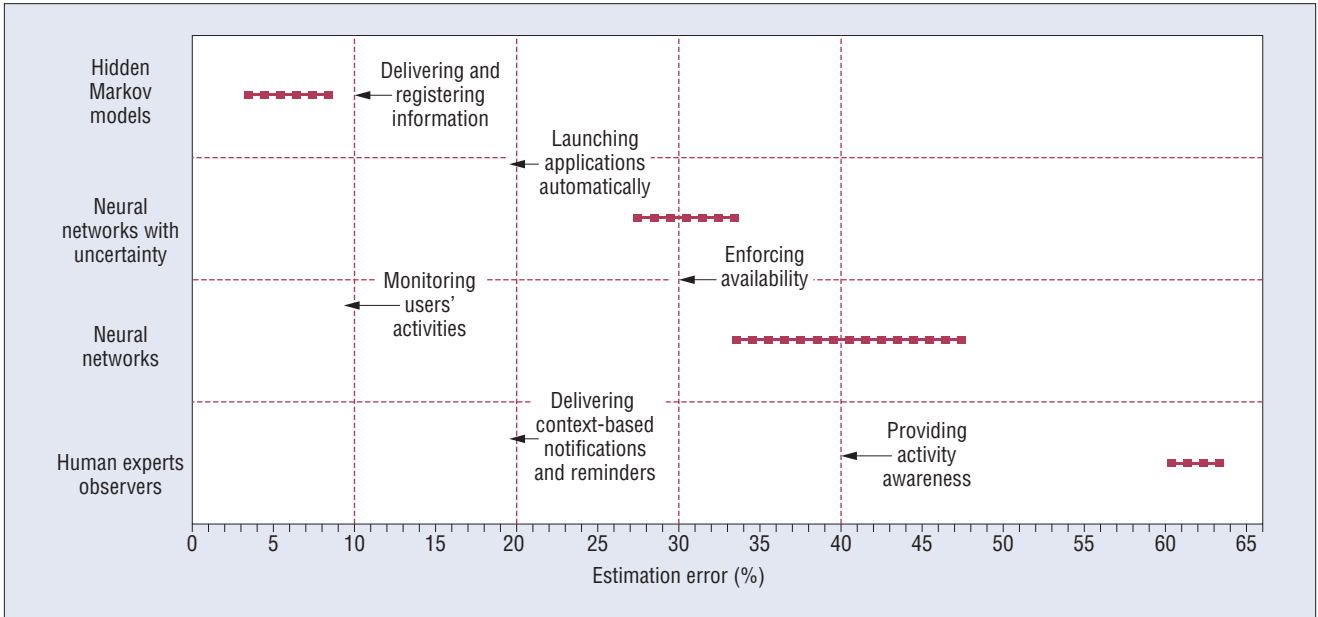 Hidden
Markov
models
Delivering and
registering
information
Launching
applications
automatically
Neural
networks with
uncertainty
Enforcing
availability
Monitoring
users'
activities
Neural
networks
Delivering
context-based
notifications
and reminders
Providing
activity
awareness
Human experts
observers
0 5 10 15 20 25 30 35 40 45 50 55 60 65
Estimation error (%)